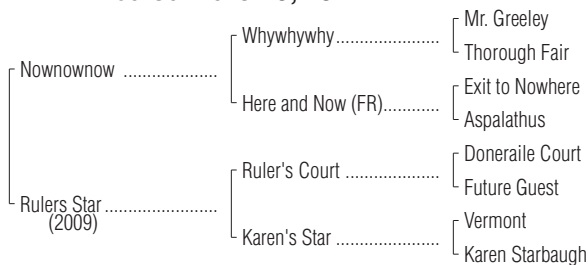 Nownownow
Rulers Star
(2009)
Whywhywhy
Here and Now (FR)
Ruler's Court
Karen's Star
Mr. Greeley
Thorough Fair
Exit to Nowhere
Aspalathus
Doneraile Court
Future Guest
Vermont
Karen Starbaugh